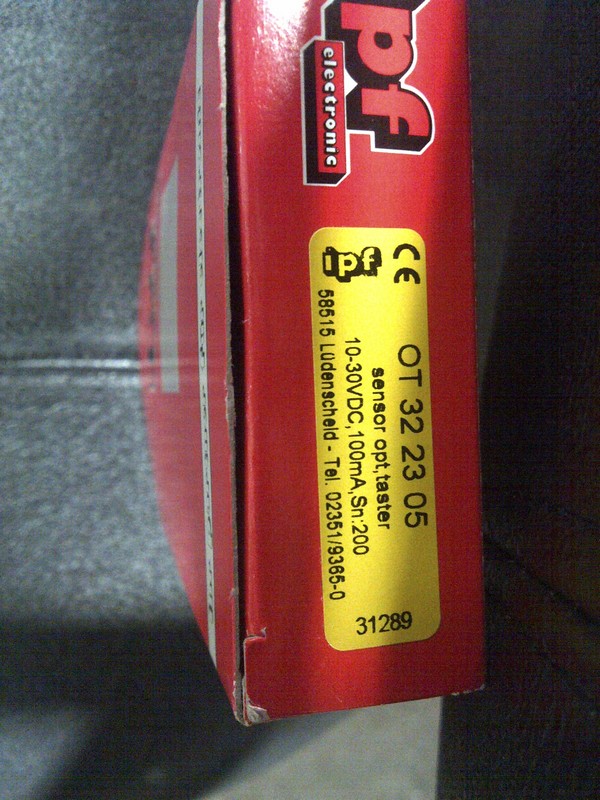 pf
electronic
CE
ipf
OT 32 23 05
sensor opt,taster
10-30VDC,100mA,Sn:200
58515 Lüdenscheid - Tel. 02351/9365-0
31289